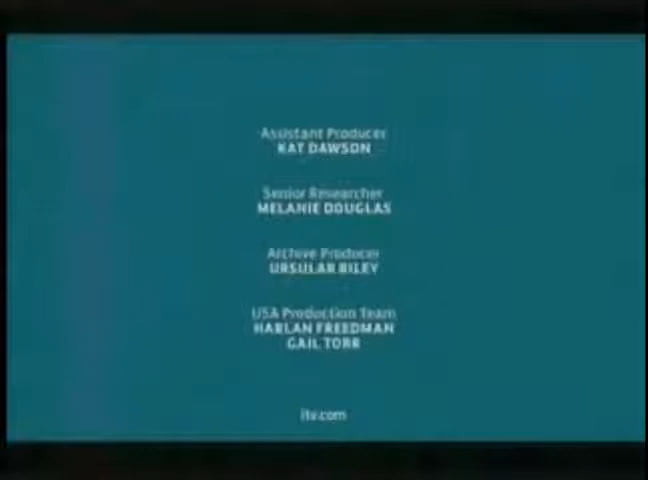 Assistant Producer
KAT DAWSON
Senior Researcher
MELANIE DOUGLAS
Archive Producer
URSULAR RILEY
USA Production Team
HARLAN FREEDMAN
GAIL TORR
itv.com